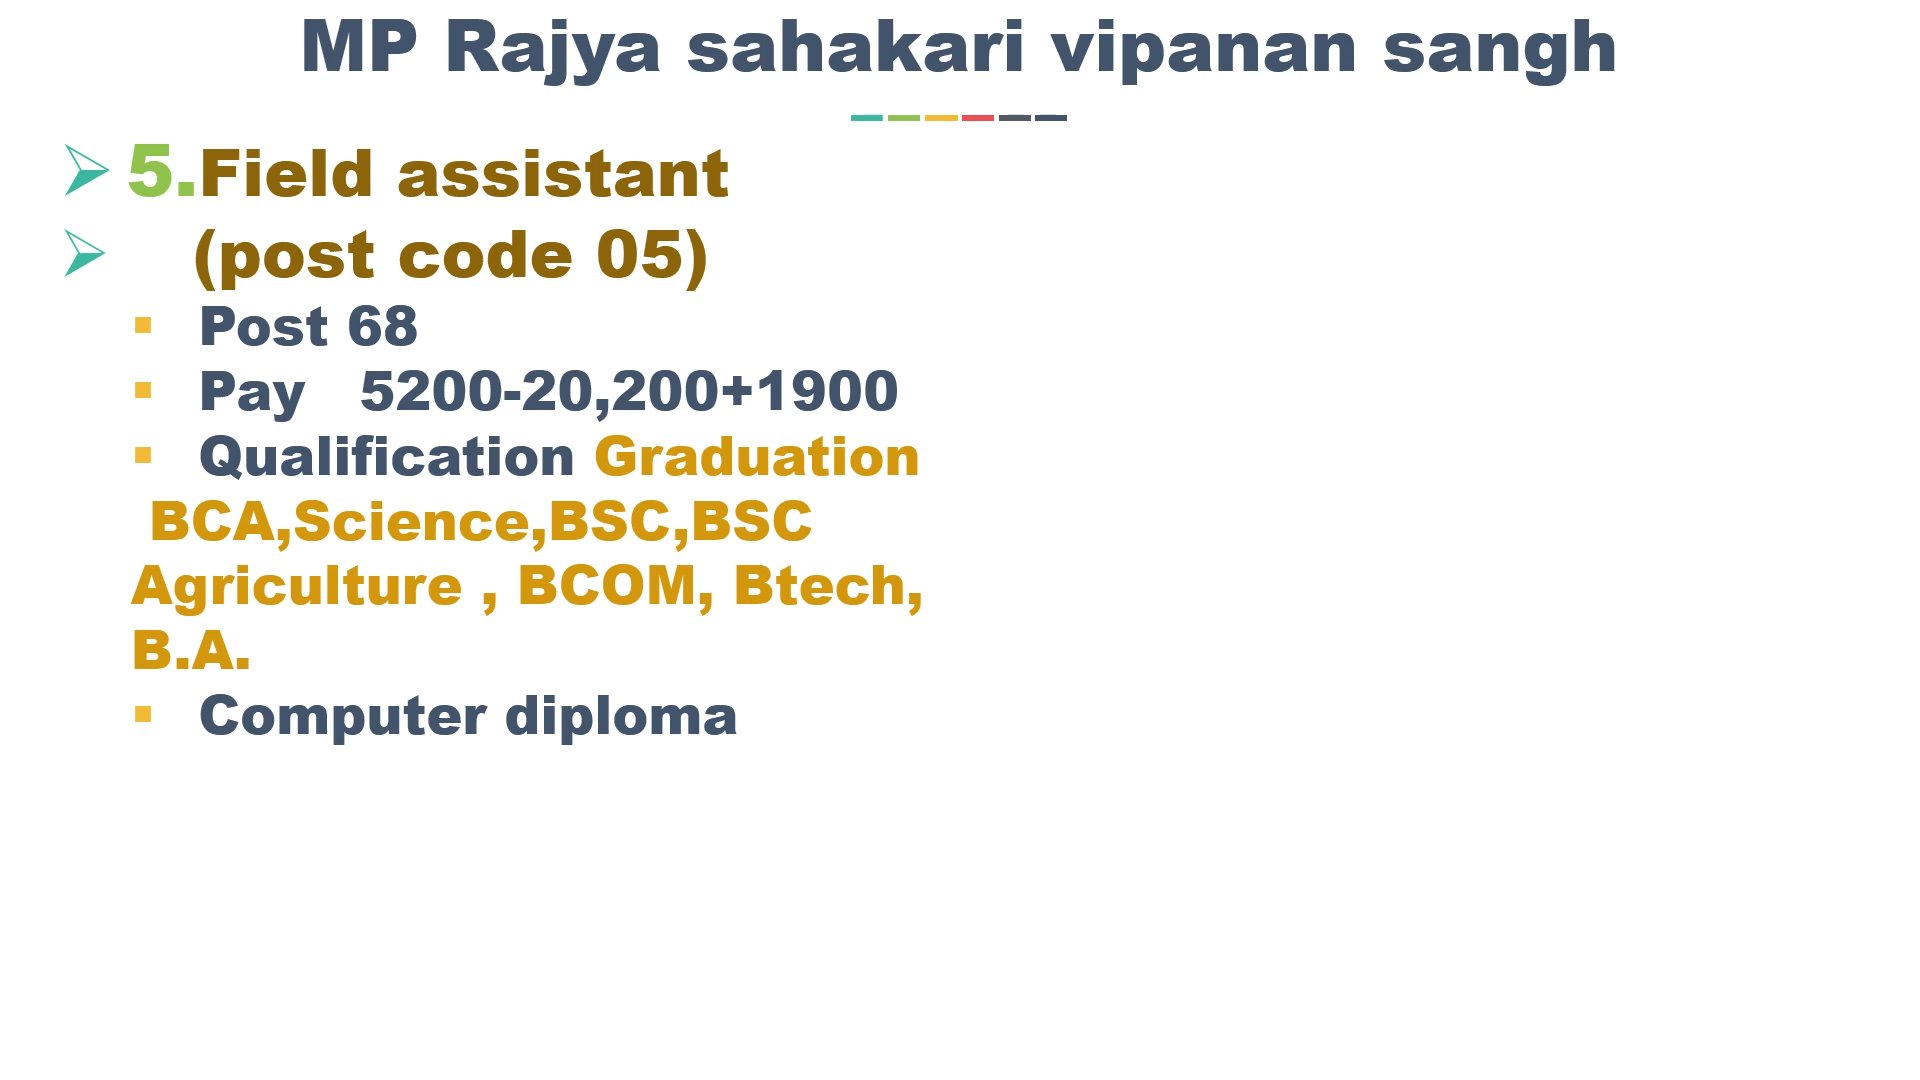 MP Rajya sahakari vipanan sangh
5.Field assistant
(post code 05)
Post 68
Pay 5200-20,200+1900
Qualification Graduation
BCA,Science,BSC,BSC
Agriculture , BCOM, Btech,
B.A.
Computer diploma